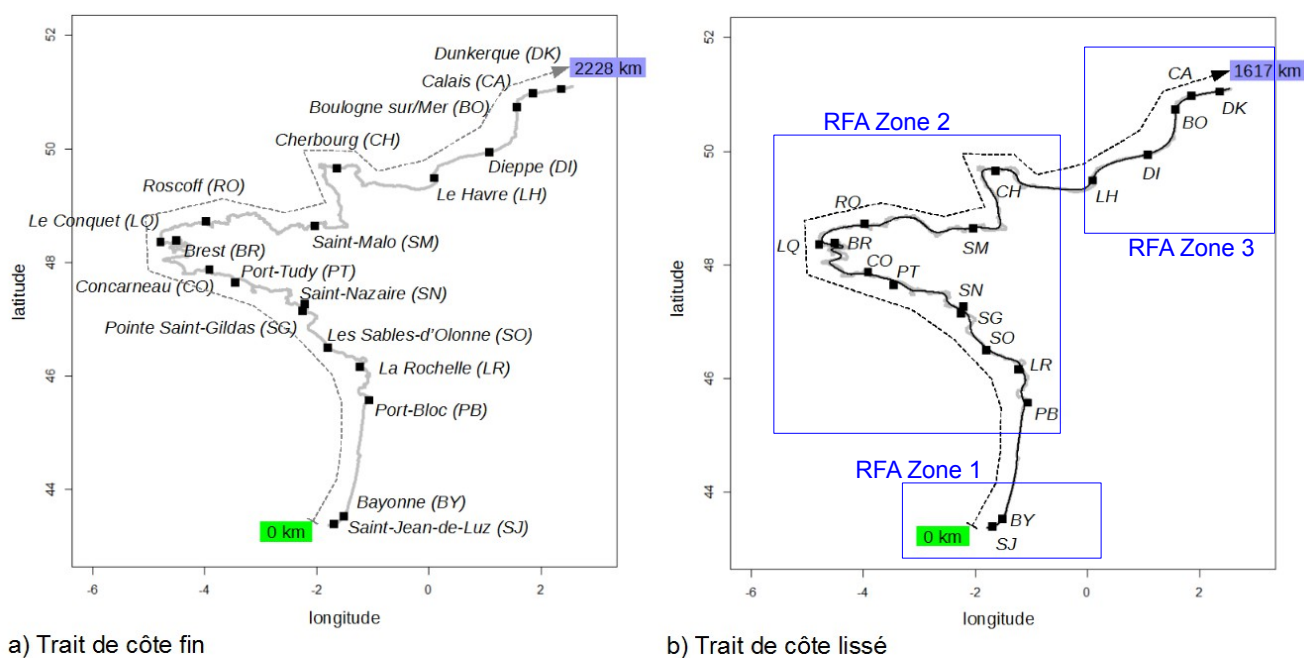 52
50
48
46
44
latitude
-6
-4
-2
0
2
longitude
Dunkerque (DK)
2228 km
Calais (CA)
Boulogne sur/Mer (BO)
Cherbourg (CH)
Dieppe (DI)
Roscoff (RO)
Le Havre (LH)
Le Conquet (LQ)
Saint-Malo (SM)
Brest (BR)
Port-Tudy (PT)
Concarneau (CO)
Saint-Nazaire (SN)
Pointe Saint-Gildas (SG)
Les Sables-d'Olonne (SO)
La Rochelle (LR)
Port-Bloc (PB)
Bayonne (BY)
0 km
Saint-Jean-de-Luz (SJ)
a) Trait de côte fin
52
50
48
46
44
latitude
-6
-4
-2
0
2
longitude
CA
1617 km
DK
BO
RFA Zone 2
DI
CH
LH
RO
RFA Zone 3
LQ
BR
SM
CO
PT
SN
SG
SO
LR
PB
RFA Zone 1
BY
0 km
SJ
b) Trait de côte lissé